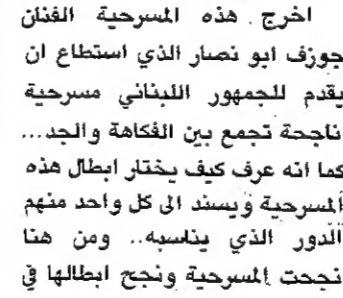 اخرج هذه المسرحية الفنان
جوزف ابو نصار الذي استطاع ان
يقدم للجمهور اللبناني مسرحية
ناجحة تجمع بين الفكاهة والجد...
كما انه عرف كيف يختار ابطال هذه
المسرحية ويسند الى كل واحد منهم
الدور الذي يناسبه.. ومن هنا
نجحت المسرحية ونجح ابطالها في